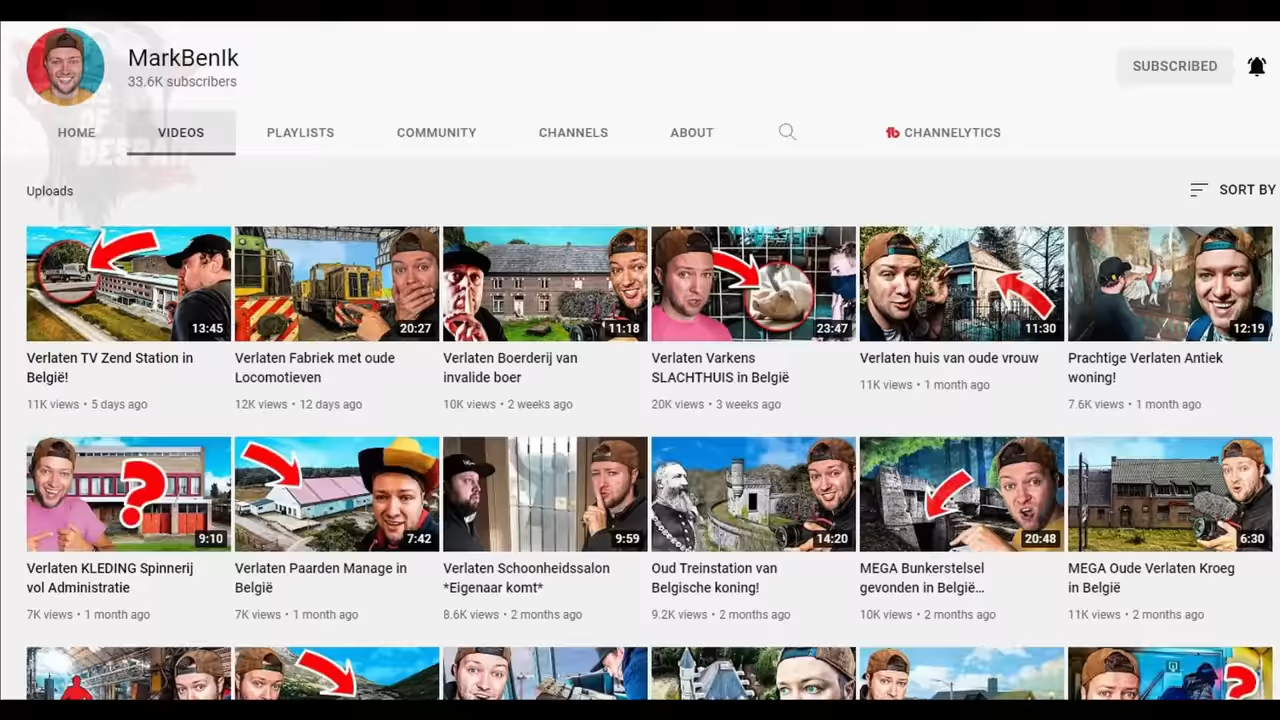 MarkBenIk
33.6K subscribers
SUBSCRIBED
HOME VIDEOS PLAYLISTS COMMUNITY CHANNELS ABOUT CHANNELYTICS
OF
DESPAIR
Uploads
SORT BY
13:45 20:27 11:18 23:47 11:30 12:19
Verlaten TV Zend Station in
België!
11K views • 5 days ago
Verlaten Fabriek met oude
Locomotieven
12K views • 12 days ago
Verlaten Boerderij van
invalide boer
10K views • 2 weeks ago
Verlaten Varkens
SLACHTHUIS in België
20K views • 3 weeks ago
Verlaten huis van oude vrouw
11K views • 1 month ago
Prachtige Verlaten Antiek
woning!
7.6K views • 1 month ago
9:10 7:42 9:59 14:20 20:48 6:30
Verlaten KLEDING Spinnerij
vol Administratie
7K views • 1 month ago
Verlaten Paarden Manage in
België
7K views • 1 month ago
Verlaten Schoonheidssalon
*Eigenaar komt*
8.6K views • 2 months ago
Oud Treinstation van
Belgische koning!
9.2K views • 2 months ago
MEGA Bunkerstelsel
gevonden in België...
10K views • 2 months ago
MEGA Oude Verlaten Kroeg
in België
11K views • 2 months ago